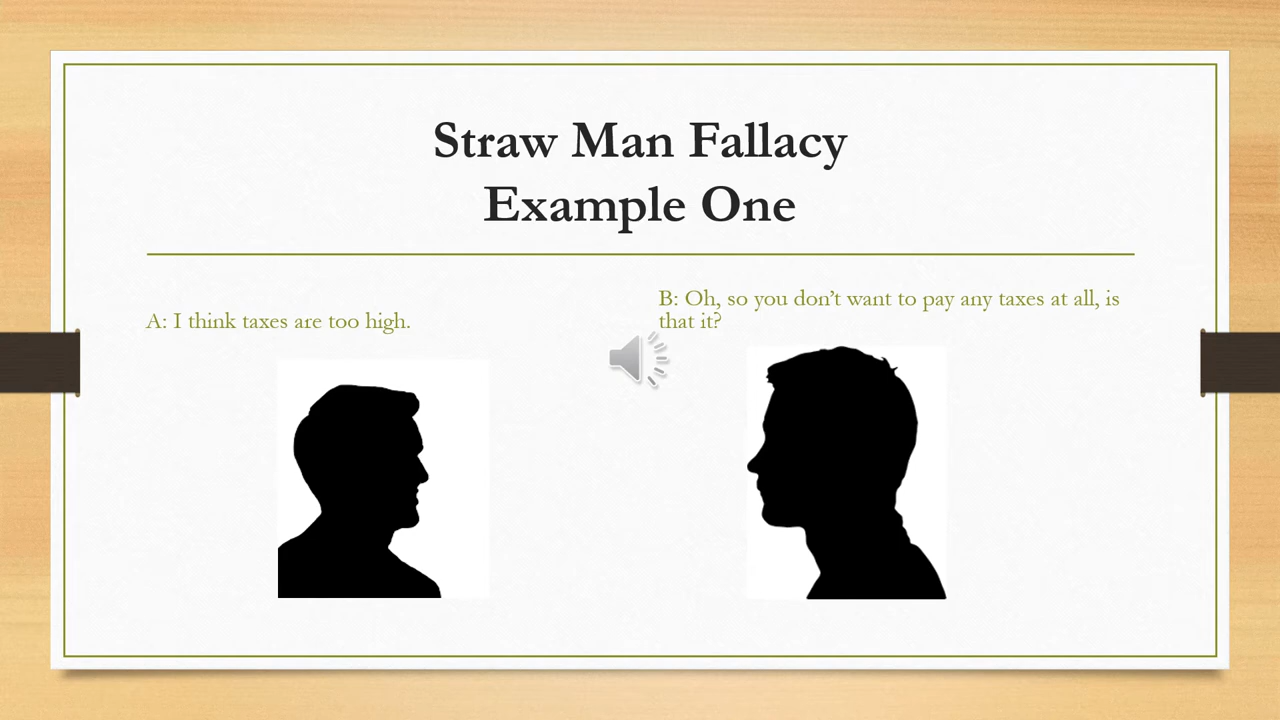 Straw Man Fallacy
Example One
A: I think taxes are too high.
B: Oh, so you don’t want to pay any taxes at all, is
that it?